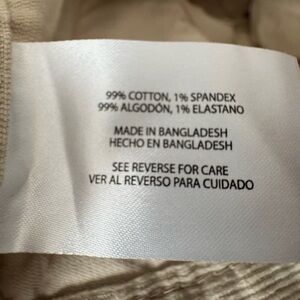 99% COTTON, 1% SPANDEX
99% ALGODÓN, 1% ELASTANO
MADE IN BANGLADESH
HECHO EN BANGLADESH
SEE REVERSE FOR CARE
VER AL REVERSO PARA CUIDADO